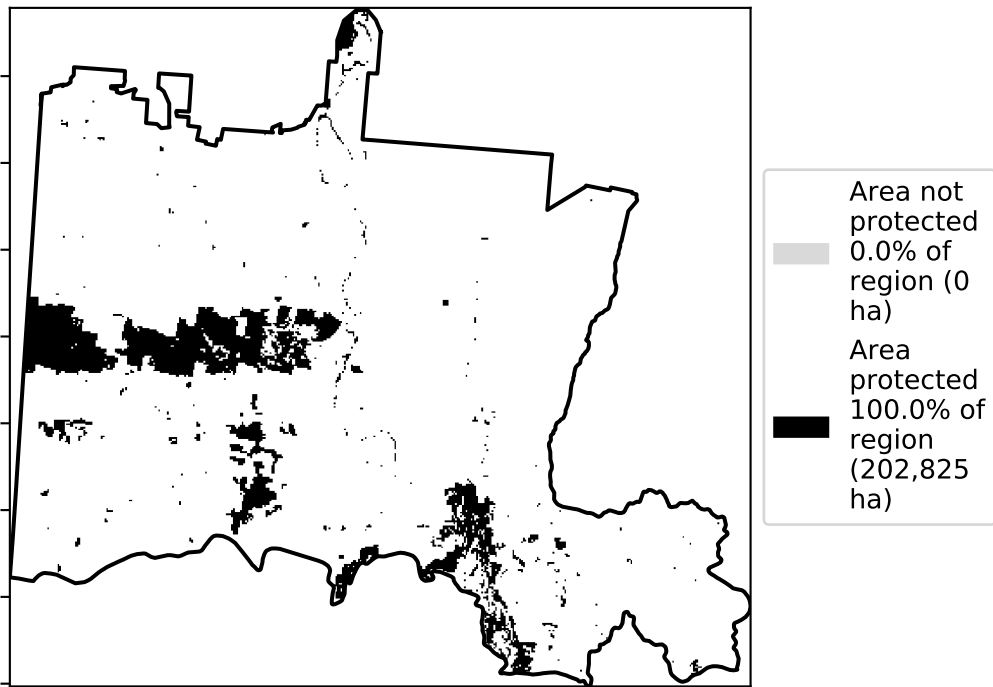 Area not
protected
0.0% of
region (0
ha)
Area
protected
100.0% of
region
(202,825
ha)